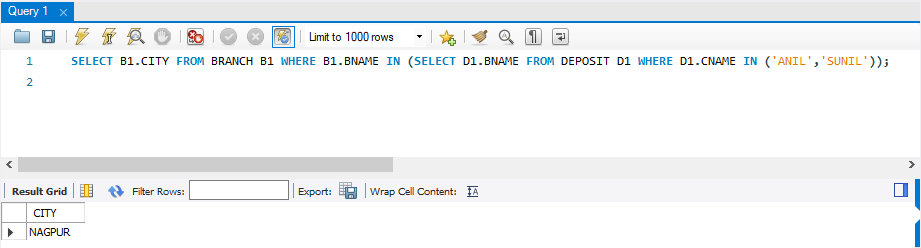 Query 1
Limit to 1000 rows
1 SELECT B1.CITY FROM BRANCH B1 WHERE B1.BNAME IN (SELECT D1.BNAME FROM DEPOSIT D1 WHERE D1.CNAME IN ('ANIL','SUNIL'));
2
Result Grid Filter Rows: Export: Wrap Cell Content:
CITY
NAGPUR